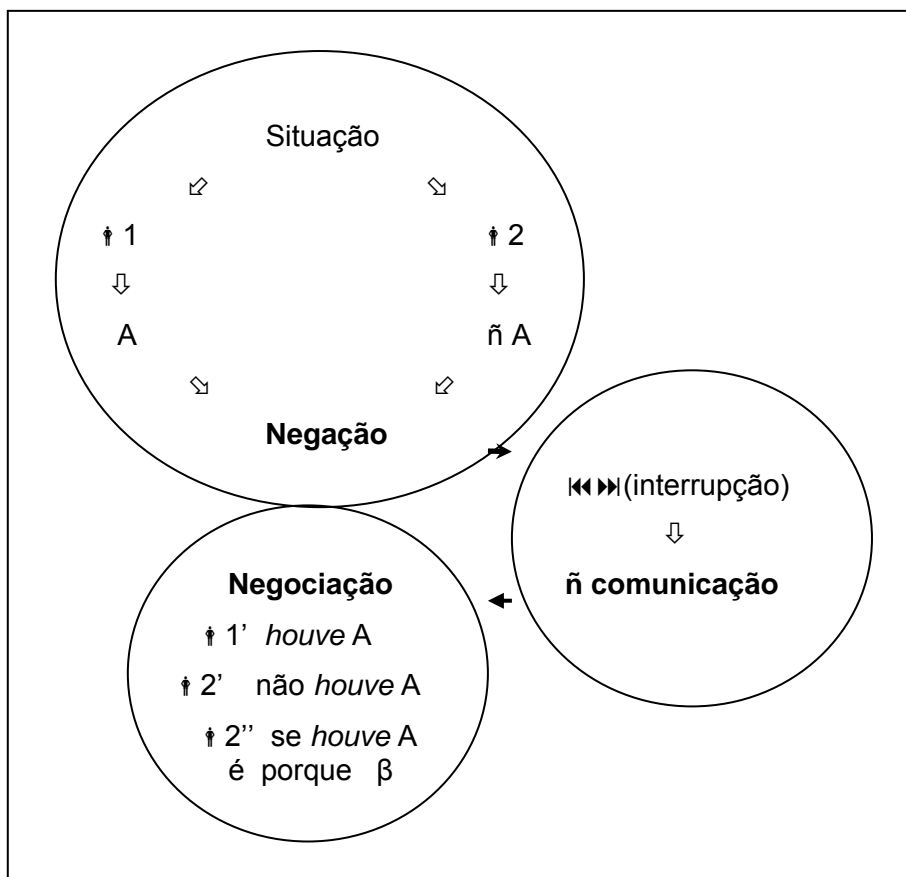 Situação
1 2
A ñ A
Negação
(interrupção)
ñ comunicação
Negociação
1’ houve A
2' não houve A
2’’ se houve A
é porque β